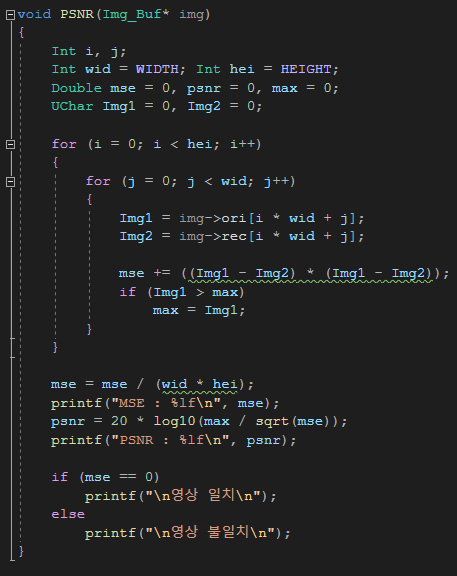 void PSNR(Img_Buf* img)
{
    Int i, j;
    Int wid = WIDTH; Int hei = HEIGHT;
    Double mse = 0, psnr = 0, max = 0;
    UChar Img1 = 0, Img2 = 0;

    for (i = 0; i < hei; i++)
    {
        for (j = 0; j < wid; j++)
        {
            Img1 = img->ori[i * wid + j];
            Img2 = img->rec[i * wid + j];

            mse += ((Img1 - Img2) * (Img1 - Img2));
            if (Img1 > max)
                max = Img1;
        }
    }

    mse = mse / (wid * hei);
    printf("MSE : %lf\n", mse);
    psnr = 20 * log10(max / sqrt(mse));
    printf("PSNR : %lf\n", psnr);

    if (mse == 0)
        printf("\n영상 일치\n");
    else
        printf("\n영상 불일치\n");
}